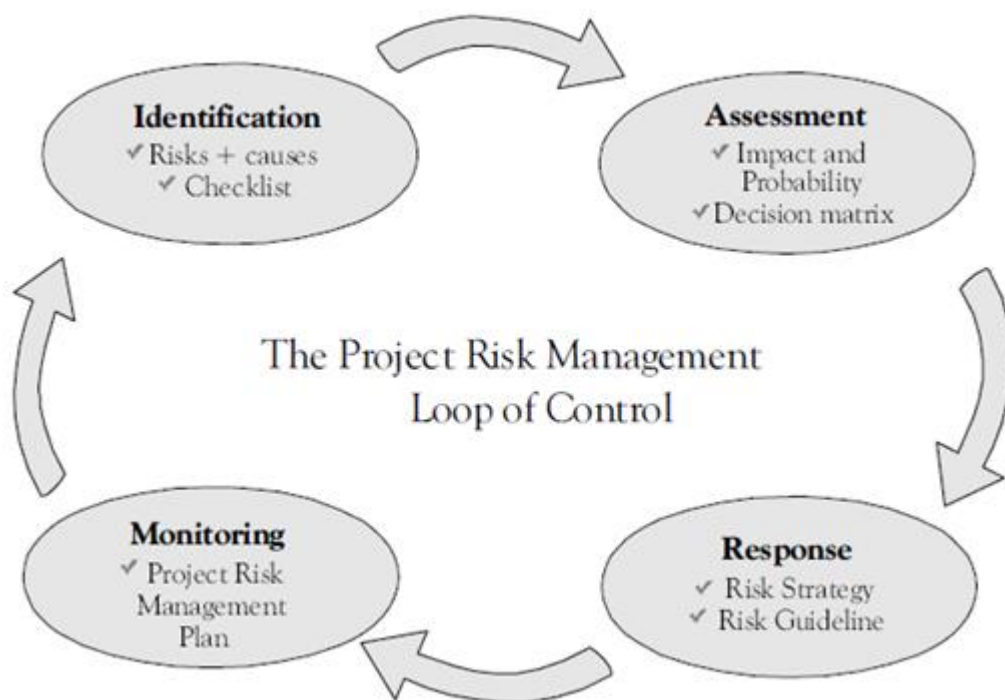 Identification
✓ Risks + causes
✓ Checklist
Assessment
✓ Impact and
Probability
✓ Decision matrix
The Project Risk Management
Loop of Control
Monitoring
✓ Project Risk
Management
Plan
Response
✓ Risk Strategy
✓ Risk Guideline